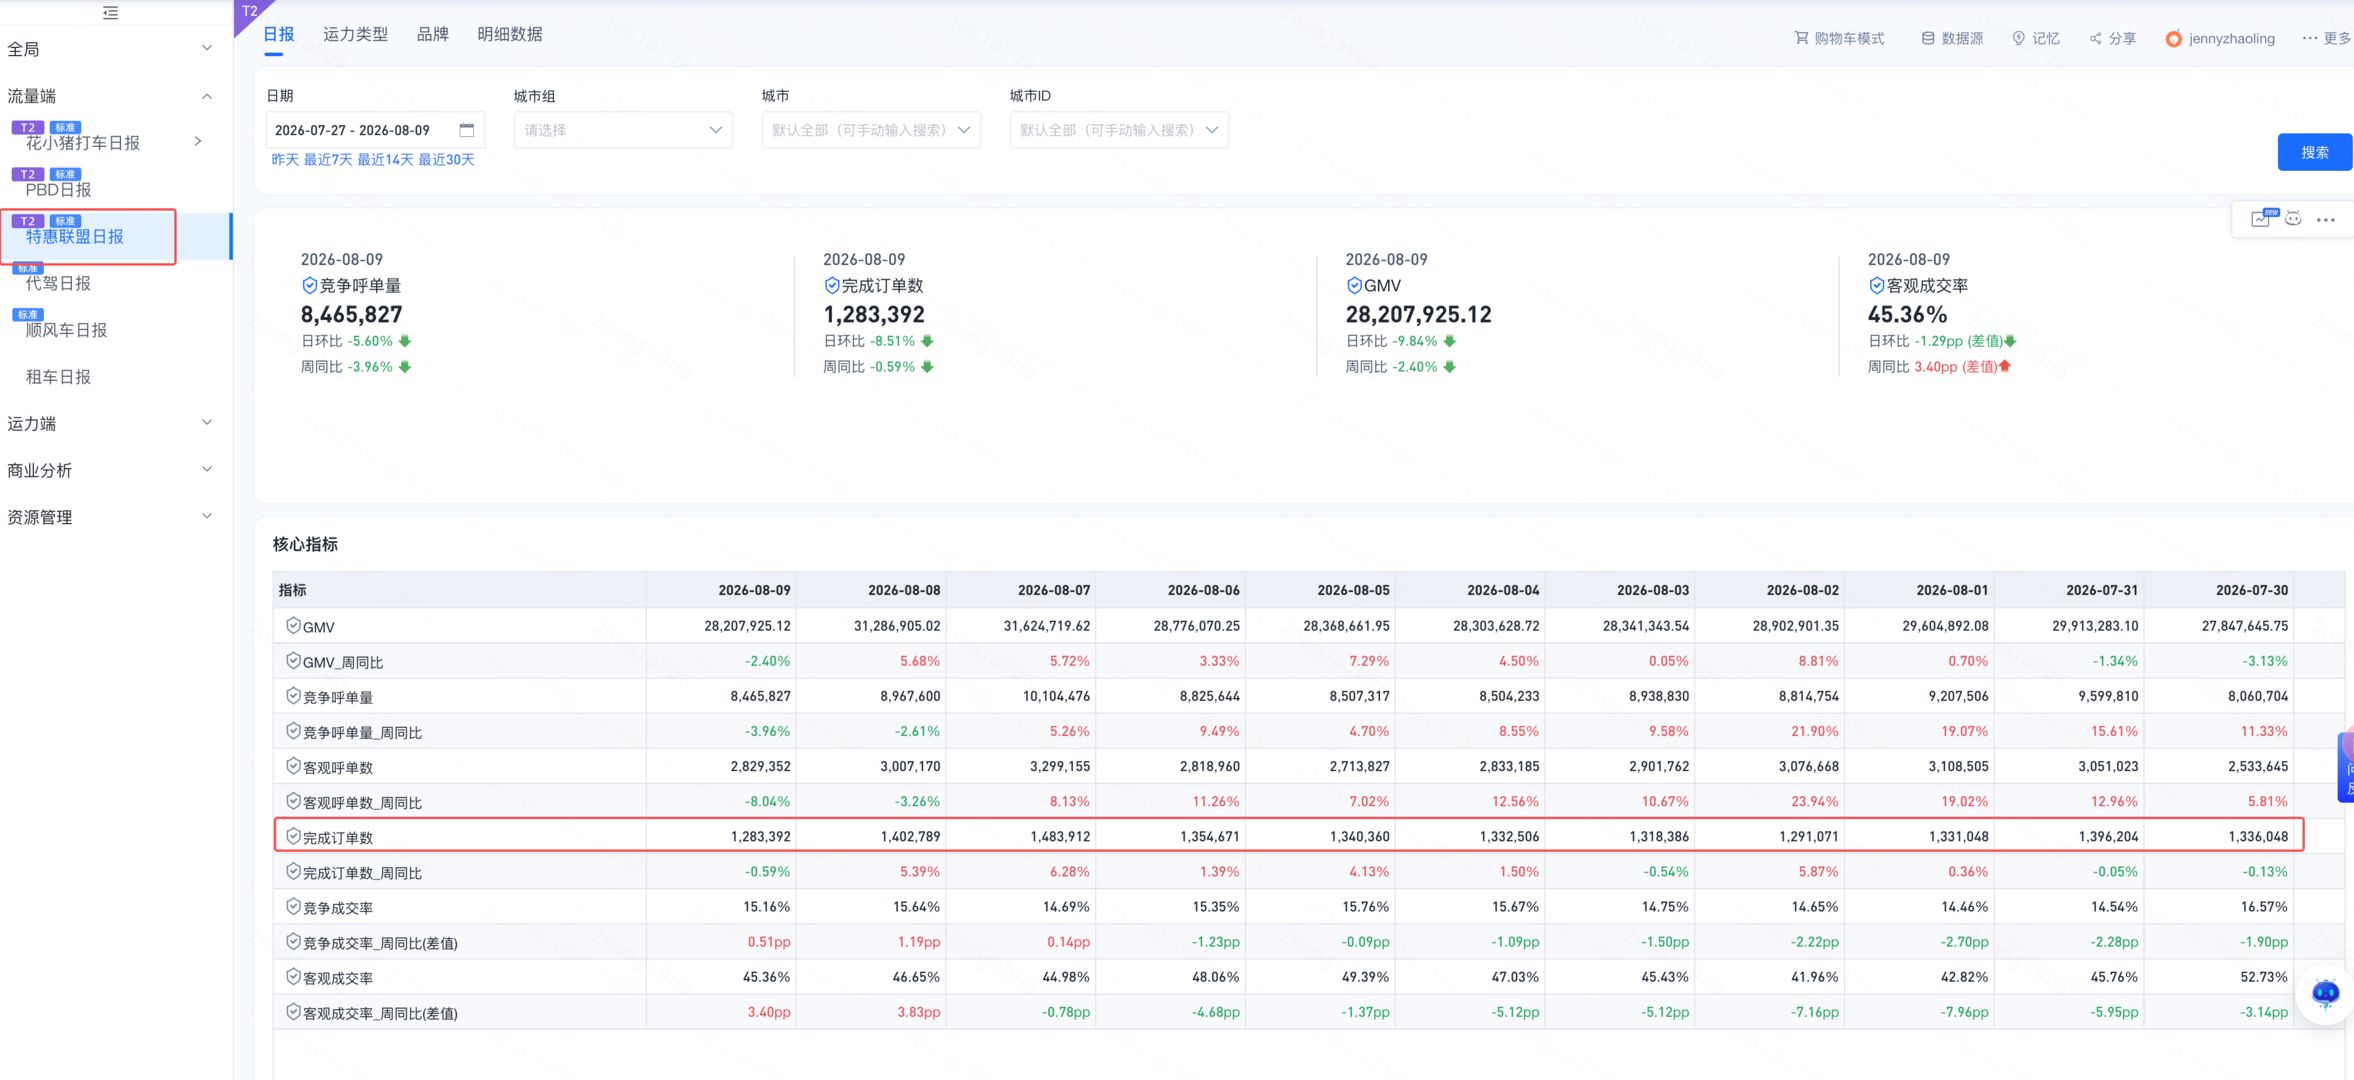 T2
日报 运力类型 品牌 明细数据
购物车模式 数据源 记忆 分享 jennyzhaoling 更多
全局
流量端
T2 标准
花小猪打车日报
T2 标准
PBD日报
T2 标准
特惠联盟日报
标准
代驾日报
标准
顺风车日报
租车日报
运力端
商业分析
资源管理
日期 城市组 城市 城市ID
2026-07-27 - 2026-08-09 请选择 默认全部（可手动输入搜索） 默认全部（可手动输入搜索）
昨天 最近7天 最近14天 最近30天
搜索
new
2026-08-09
竞争呼单量
8,465,827
日环比 -5.60%
周同比 -3.96%
2026-08-09
完成订单数
1,283,392
日环比 -8.51%
周同比 -0.59%
2026-08-09
GMV
28,207,925.12
日环比 -9.84%
周同比 -2.40%
2026-08-09
客观成交率
45.36%
日环比 -1.29pp (差值)
周同比 3.40pp (差值)
核心指标
指标 2026-08-09 2026-08-08 2026-08-07 2026-08-06 2026-08-05 2026-08-04 2026-08-03 2026-08-02 2026-08-01 2026-07-31 2026-07-30
GMV 28,207,925.12 31,286,905.02 31,624,719.62 28,776,070.25 28,368,661.95 28,303,628.72 28,341,343.54 28,902,901.35 29,604,892.08 29,913,283.10 27,847,645.75
GMV_周同比 -2.40% 5.68% 5.72% 3.33% 7.29% 4.50% 0.05% 8.81% 0.70% -1.34% -3.13%
竞争呼单量 8,465,827 8,967,600 10,104,476 8,825,644 8,507,317 8,504,233 8,938,830 8,814,754 9,207,506 9,599,810 8,060,704
竞争呼单量_周同比 -3.96% -2.61% 5.26% 9.49% 4.70% 8.55% 9.58% 21.90% 19.07% 15.61% 11.33%
客观呼单数 2,829,352 3,007,170 3,299,155 2,818,960 2,713,827 2,833,185 2,901,762 3,076,668 3,108,505 3,051,023 2,533,645
客观呼单数_周同比 -8.04% -3.26% 8.13% 11.26% 7.02% 12.56% 10.67% 23.94% 19.02% 12.96% 5.81%
完成订单数 1,283,392 1,402,789 1,483,912 1,354,671 1,340,360 1,332,506 1,318,386 1,291,071 1,331,048 1,396,204 1,336,048
完成订单数_周同比 -0.59% 5.39% 6.28% 1.39% 4.13% 1.50% -0.54% 5.87% 0.36% -0.05% -0.13%
竞争成交率 15.16% 15.64% 14.69% 15.35% 15.76% 15.67% 14.75% 14.65% 14.46% 14.54% 16.57%
竞争成交率_周同比(差值) 0.51pp 1.19pp 0.14pp -1.23pp -0.09pp -1.09pp -1.50pp -2.22pp -2.70pp -2.28pp -1.90pp
客观成交率 45.36% 46.65% 44.98% 48.06% 49.39% 47.03% 45.43% 41.96% 42.82% 45.76% 52.73%
客观成交率_周同比(差值) 3.40pp 3.83pp -0.78pp -4.68pp -1.37pp -5.12pp -5.12pp -7.16pp -7.96pp -5.95pp -3.14pp